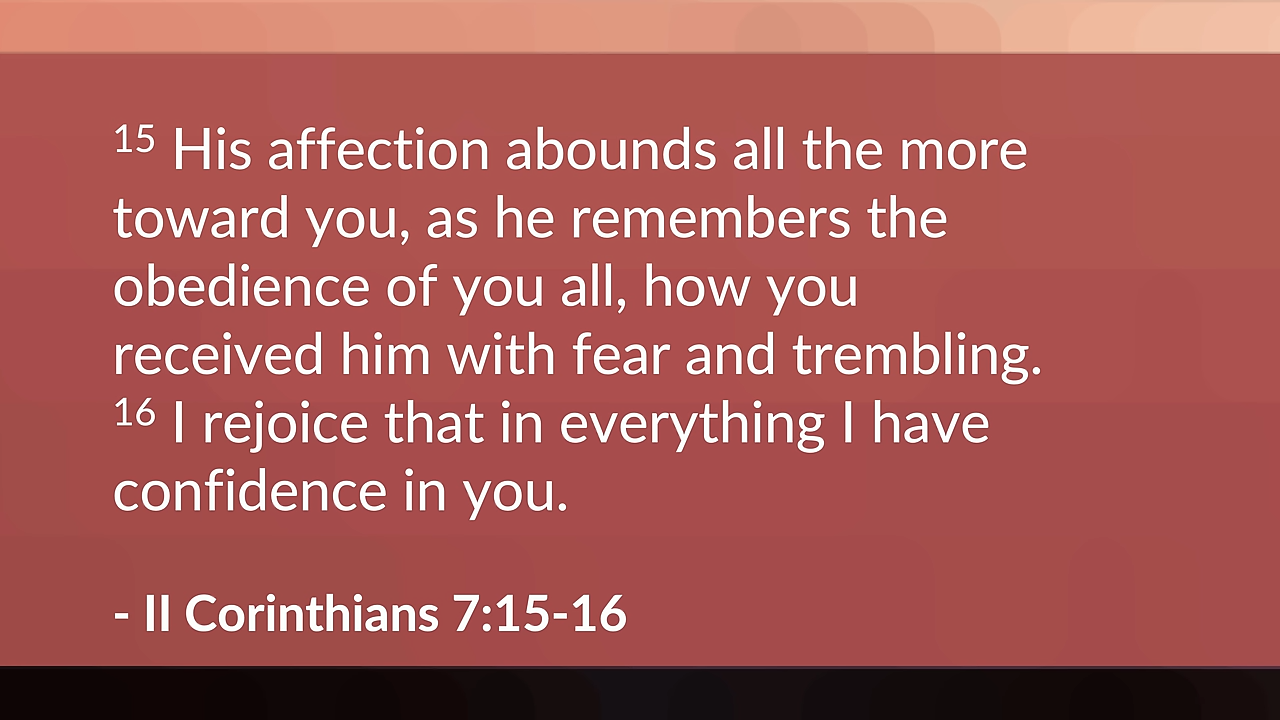 15 His affection abounds all the more
toward you, as he remembers the
obedience of you all, how you
received him with fear and trembling.
16 I rejoice that in everything I have
confidence in you.
- II Corinthians 7:15-16